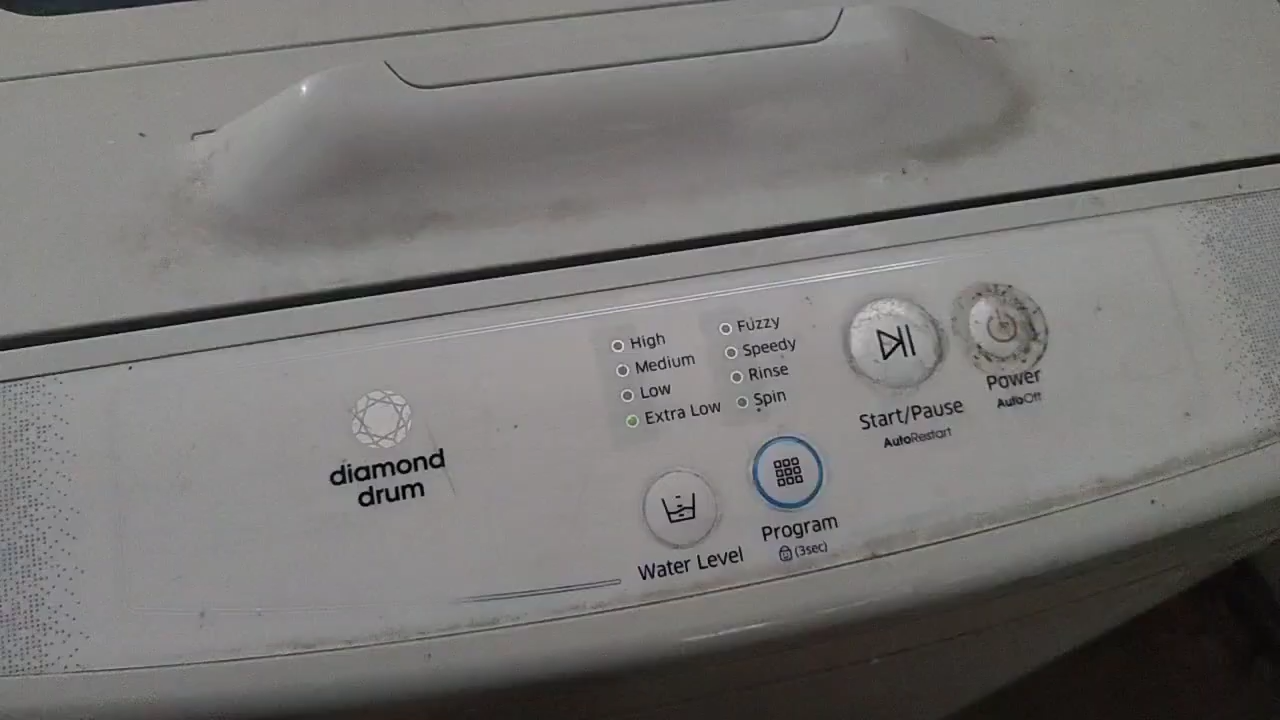 High
Medium
Low
Extra Low
Fuzzy
Speedy
Rinse
Spin
Start/Pause
AutoRestart
Power
AutoOff
diamond
drum
Water Level
Program
(3sec)